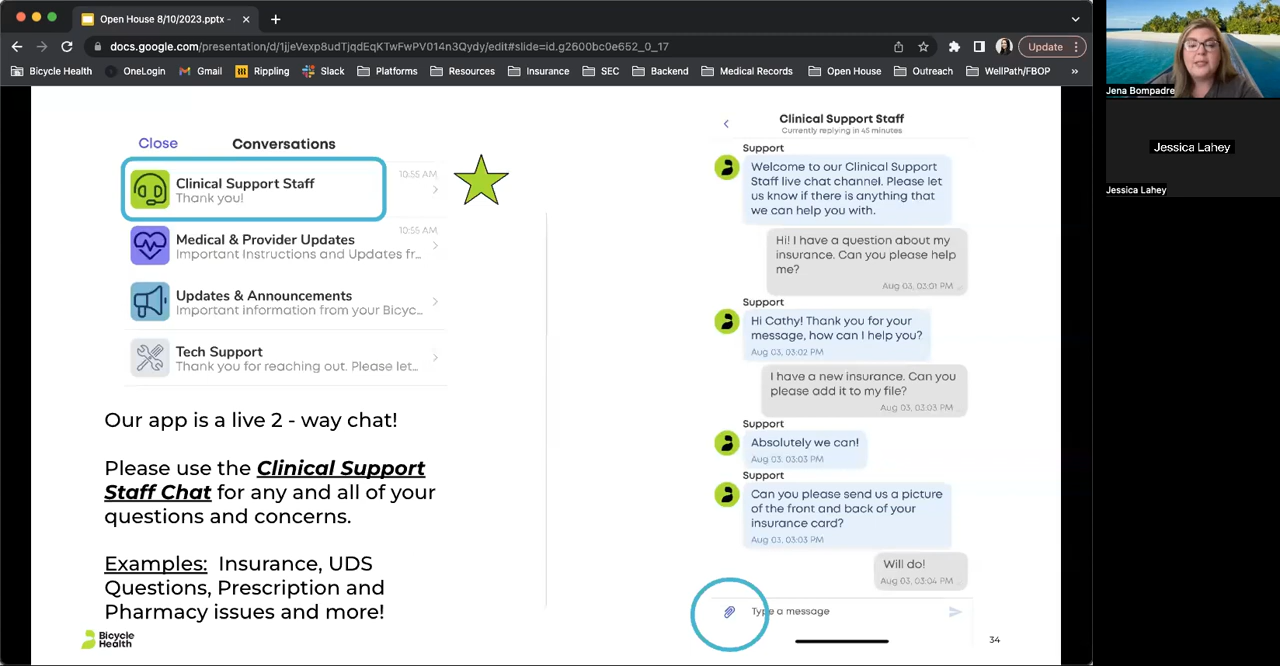 Open House 8/10/2023.pptx -
docs.google.com/presentation/d/1jjeVexp8udTjqdEqKTwFwPV014n3Qydy/edit#slide=id.g2600bc0e652_0_17
Update
Bicycle Health
OneLogin
Gmail
Rippling
Slack
Platforms
Resources
Insurance
SEC
Backend
Medical Records
Open House
Outreach
WellPath/FBOP
»
Close
Conversations
Clinical Support Staff
10:55 AM
Thank you!
Medical & Provider Updates
10:55 AM
Important Instructions and Updates fr...
Updates & Announcements
Important information from your Bicyc...
Tech Support
Thank you for reaching out. Please let...
Our app is a live 2 - way chat!
Please use the Clinical Support
Staff Chat for any and all of your
questions and concerns.
Examples: Insurance, UDS
Questions, Prescription and
Pharmacy issues and more!
Bicycle
Health
Clinical Support Staff
Currently replying in 45 minutes
Support
Welcome to our Clinical Support
Staff live chat channel. Please let
us know if there is anything that
we can help you with.
Hi! I have a question about my
insurance. Can you please help
me?
Aug 03, 03:01 PM
Support
Hi Cathy! Thank you for your
message, how can I help you?
Aug 03, 03:02 PM
I have a new insurance. Can you
please add it to my file?
Aug 03, 03:03 PM
Support
Absolutely we can!
Aug 03, 03:03 PM
Support
Can you please send us a picture
of the front and back of your
insurance card?
Aug 03, 03:03 PM
Will do!
Aug 03, 03:04 PM
Type a message
34
Jena Bompadre
Jessica Lahey
Jessica Lahey